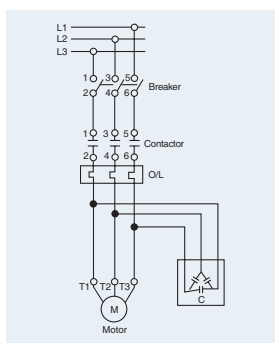 L1
L2
L3
1 3 5
2 4 6 Breaker
1 3 5
Contactor
2 4 6
O/L
T1 T2 T3
M
Motor
C